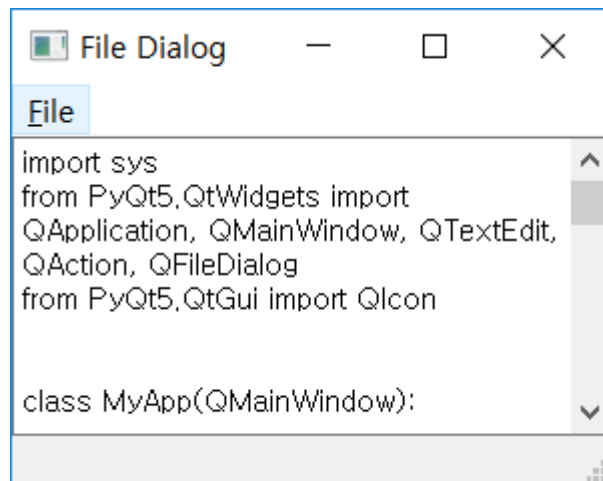 File Dialog
File
import sys
from PyQt5.QtWidgets import
QApplication, QMainWindow, QTextEdit,
QAction, QFileDialog
from PyQt5.QtGui import QIcon
class MyApp(QMainWindow):